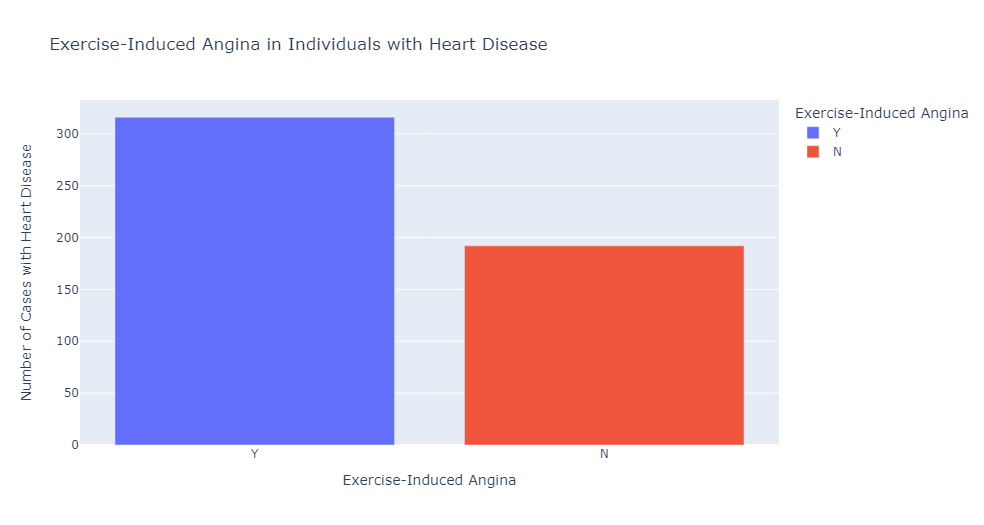 Exercise-Induced Angina in Individuals with Heart Disease
Exercise-Induced Angina
Y
N
Number of Cases with Heart Disease
300
250
200
150
100
50
0
Y
N
Exercise-Induced Angina